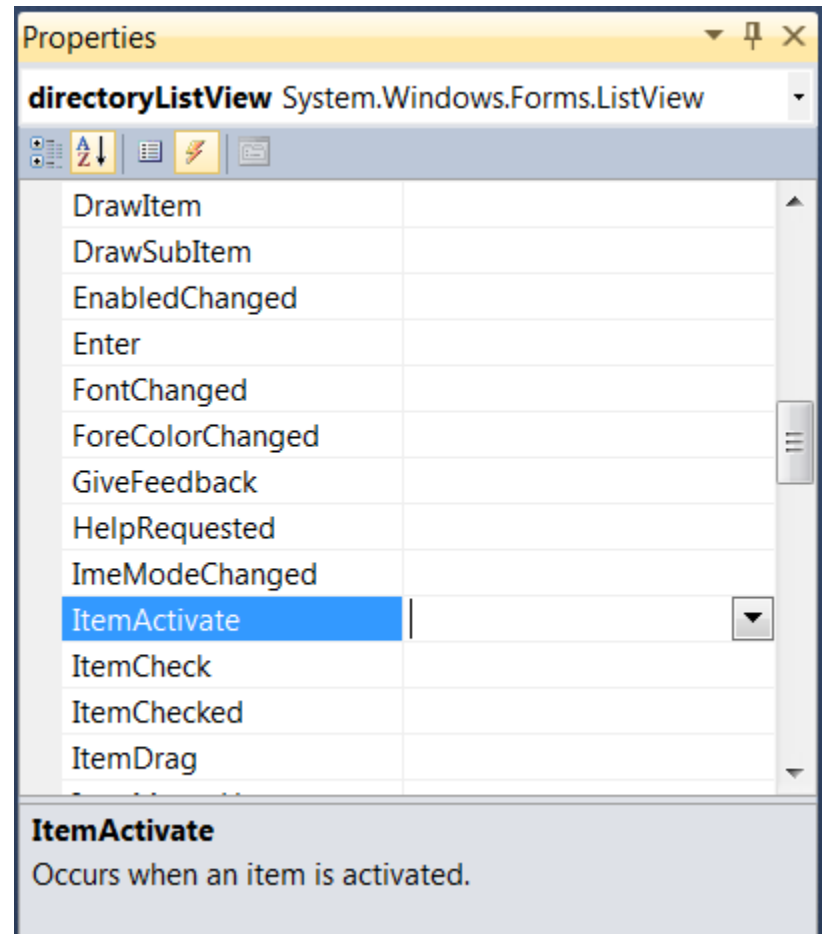 Properties
directoryListView System.Windows.Forms.ListView
A
Z
DrawItem
DrawSubItem
EnabledChanged
Enter
FontChanged
ForeColorChanged
GiveFeedback
HelpRequested
ImeModeChanged
ItemActivate
ItemCheck
ItemChecked
ItemDrag
ItemActivate
Occurs when an item is activated.